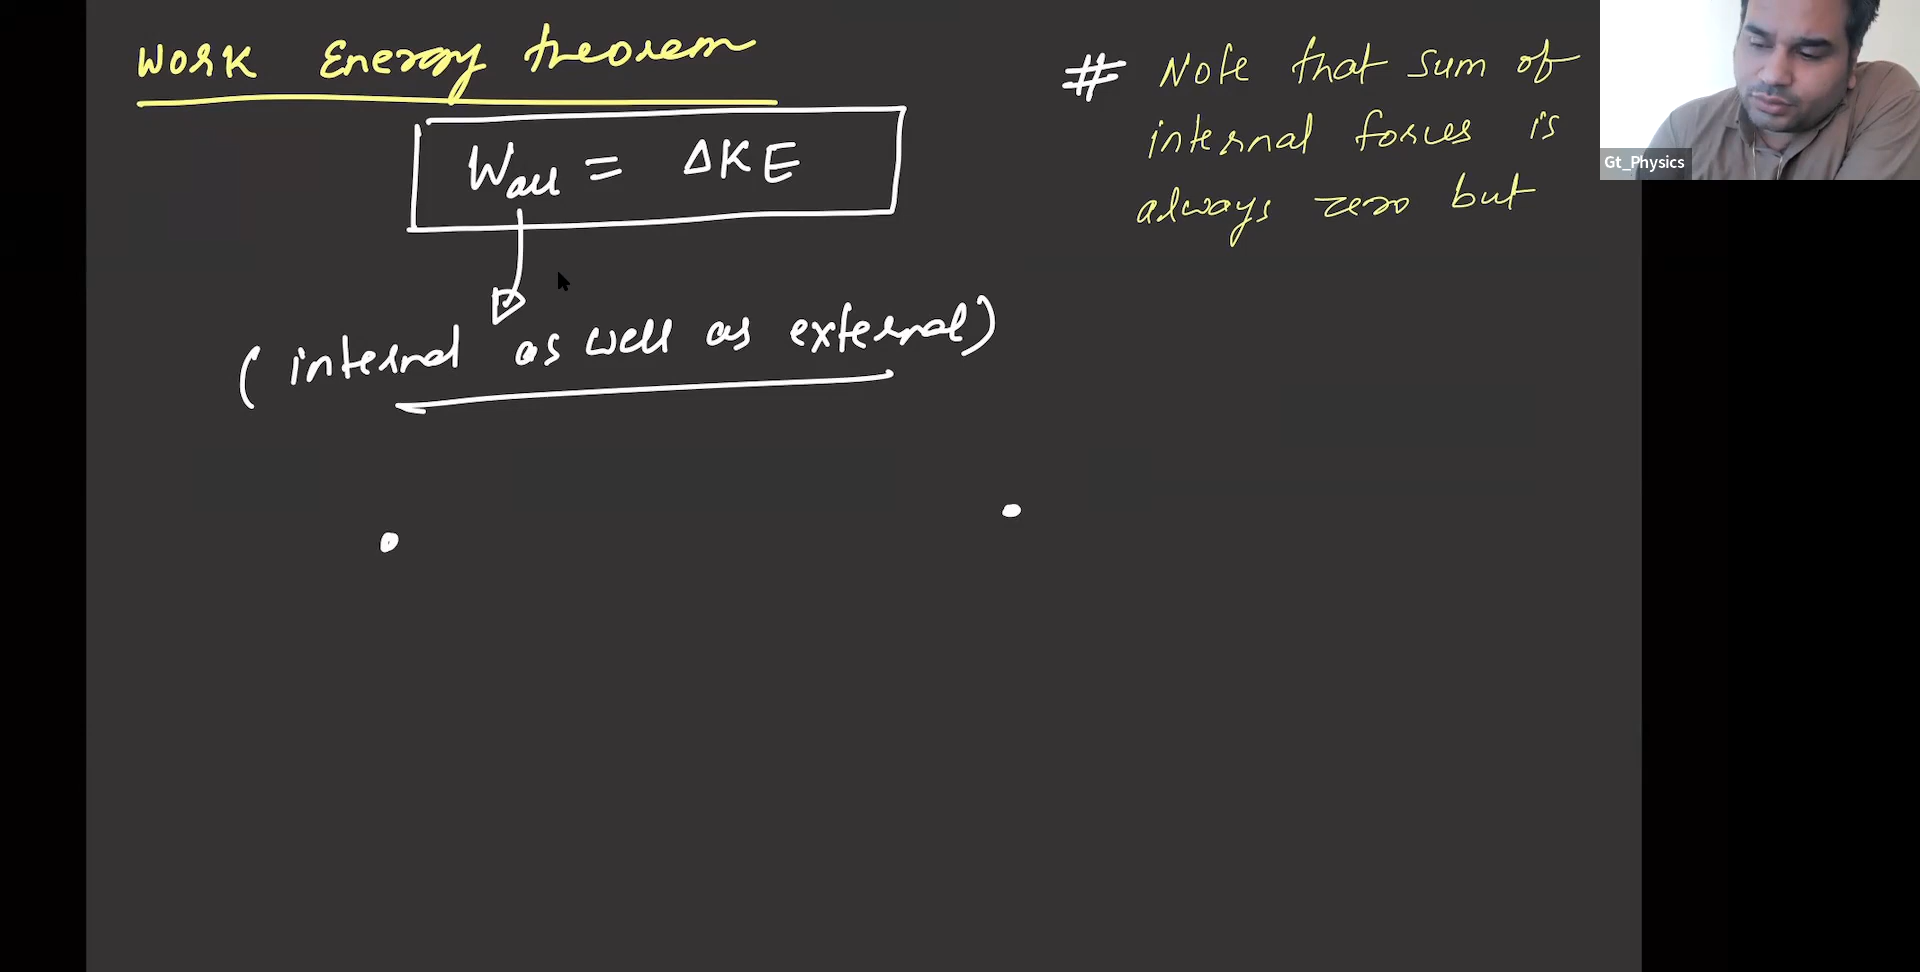 Work Energy theorem
Wall = ΔKE
(internal as well as external)
# Note that sum of
internal forces is
always zero but
Gt_Physics